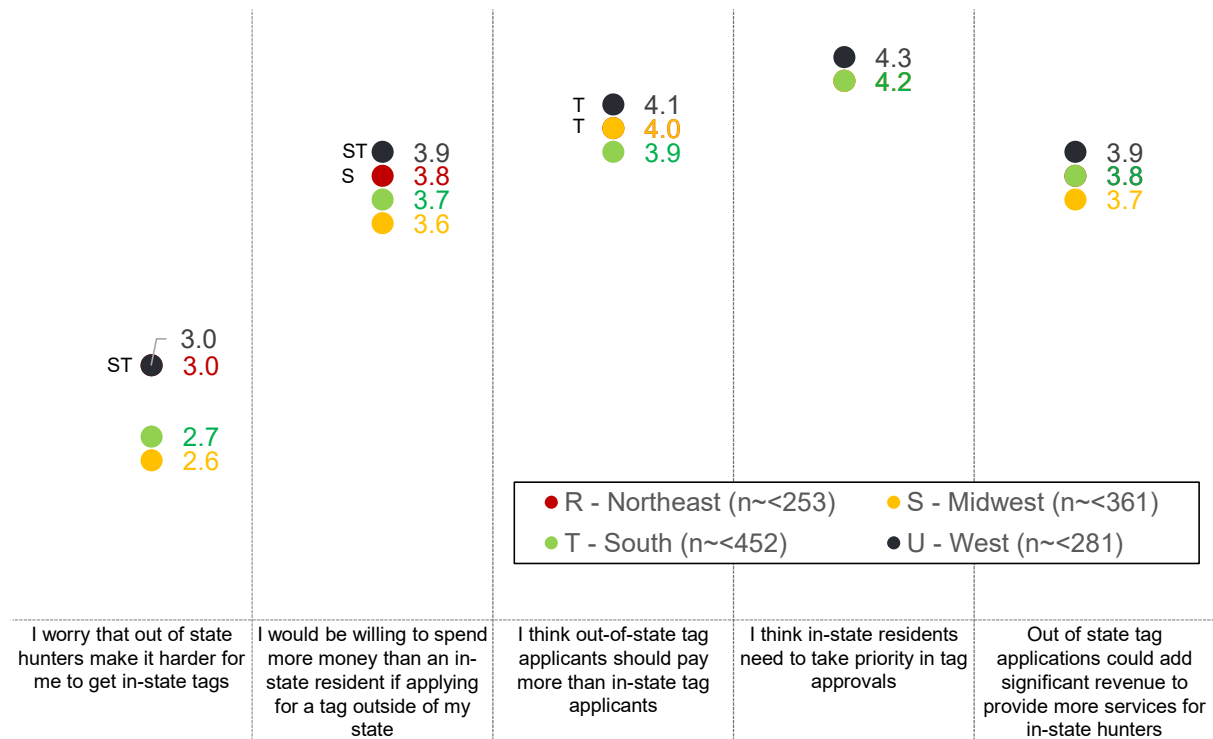 4.3
4.2
T
4.1
T
4.0
3.9
ST
3.9
S
3.8
3.7
3.6
3.9
3.8
3.7
3.0
ST
3.0
2.7
2.6
R - Northeast (n~<253)
S - Midwest (n~<361)
T - South (n~<452)
U - West (n~<281)
I worry that out of state
hunters make it harder for
me to get in-state tags
I would be willing to spend
more money than an in-
state resident if applying
for a tag outside of my
state
I think out-of-state tag
applicants should pay
more than in-state tag
applicants
I think in-state residents
need to take priority in tag
approvals
Out of state tag
applications could add
significant revenue to
provide more services for
in-state hunters